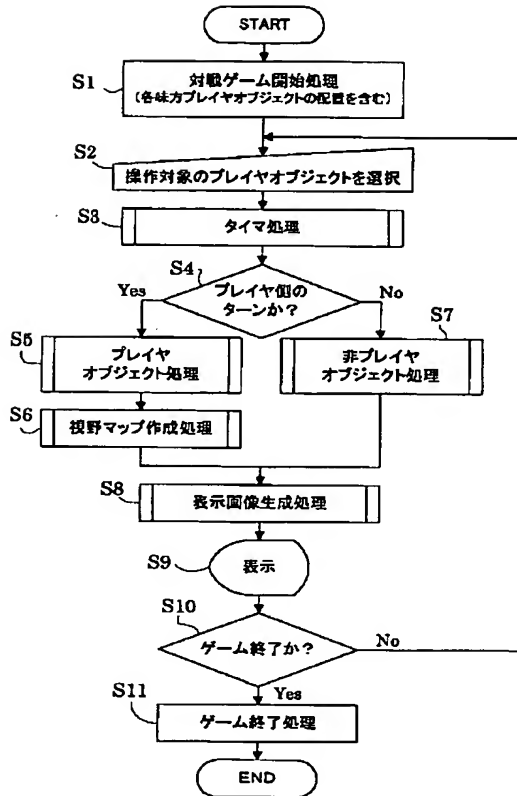 START
S1
対戦ゲーム開始処理
(各味方プレイヤオブジェクトの配置を含む)
S2
操作対象のプレイヤオブジェクトを選択
S3
タイマ処理
S4
プレイヤ側の
ターンか?
Yes
No
S5
プレイヤ
オブジェクト処理
S7
非プレイヤ
オブジェクト処理
S6
視野マップ作成処理
S8
表示画像生成処理
S9
表示
S10
ゲーム終了か?
No
Yes
S11
ゲーム終了処理
END